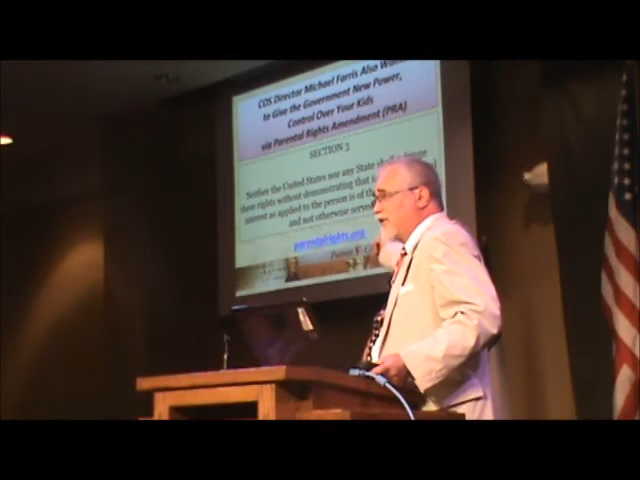 COS Director Michael Farris Also
to Give the Government New Power,
Control Over Your Kids
via Parental Rights Amendment (PRA)
SECTION 3
Neither the United States nor any State
these rights without demonstrating that
interest as applied to the person is of the
and not otherwise served
parentalrights.org